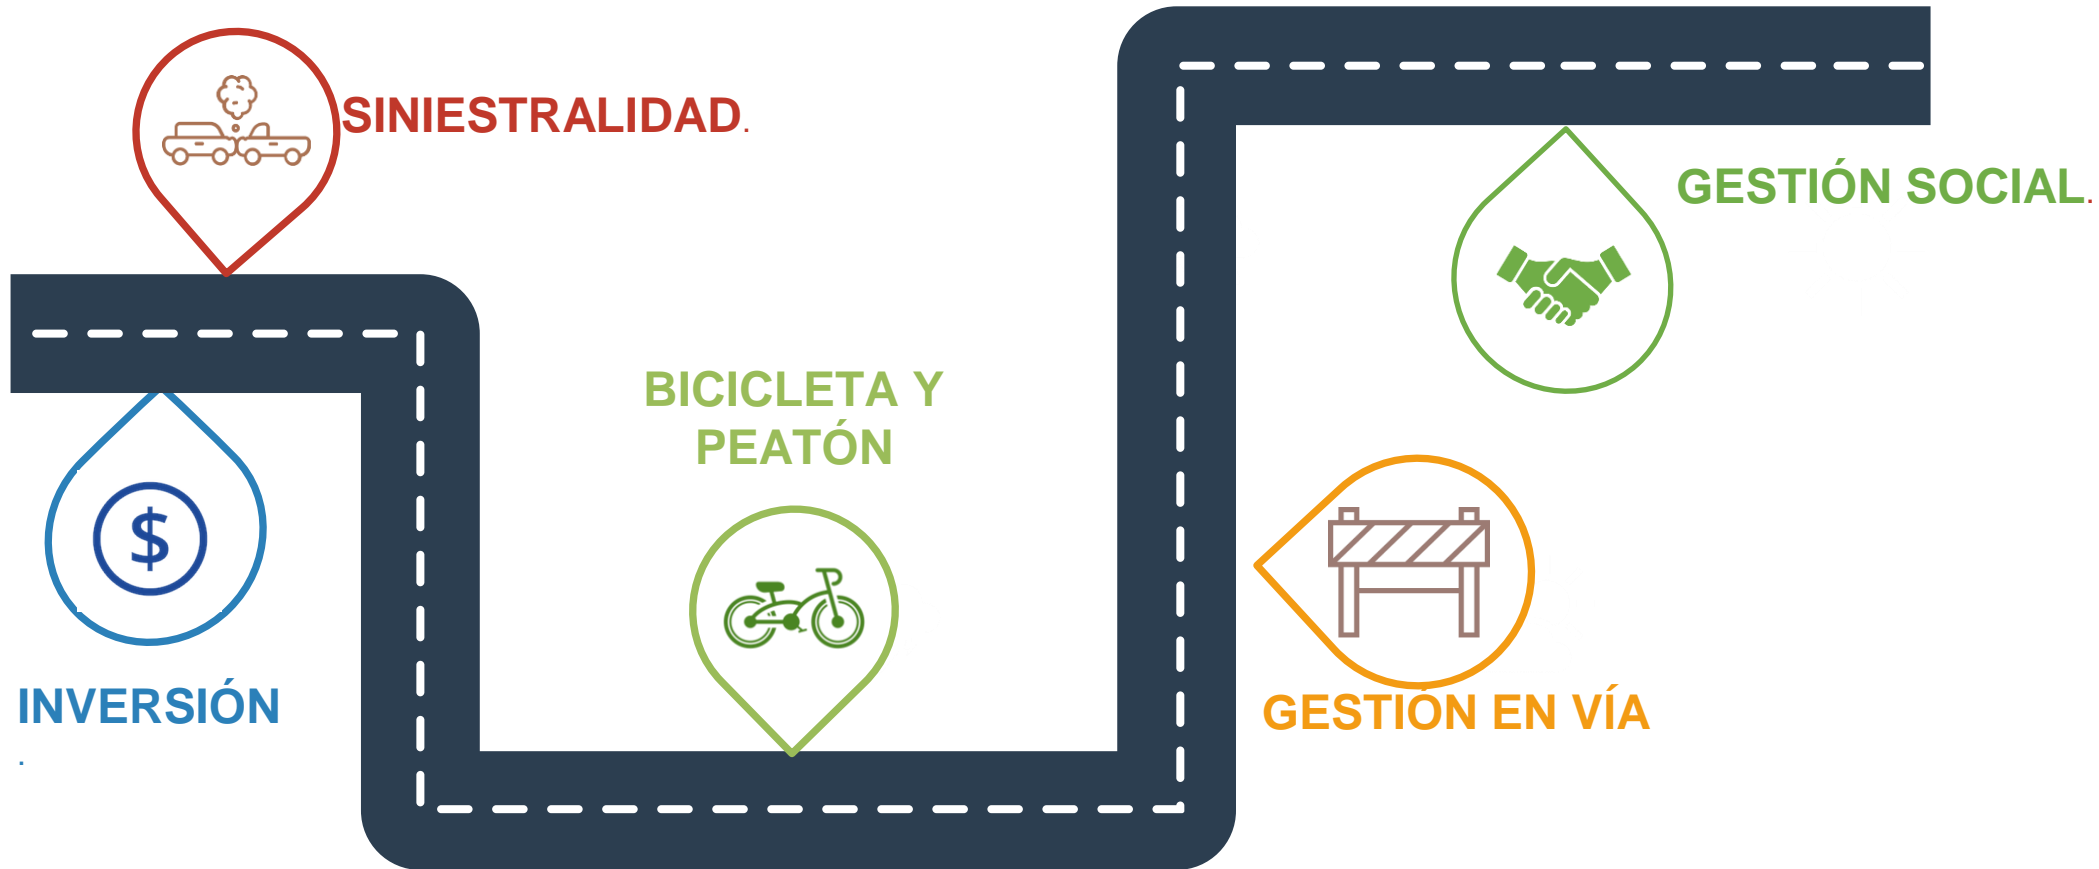 SINIESTRALIDAD.
GESTIÓN SOCIAL.
BICICLETA Y
PEATÓN
$
INVERSIÓN
.
GESTIÓN EN VÍA